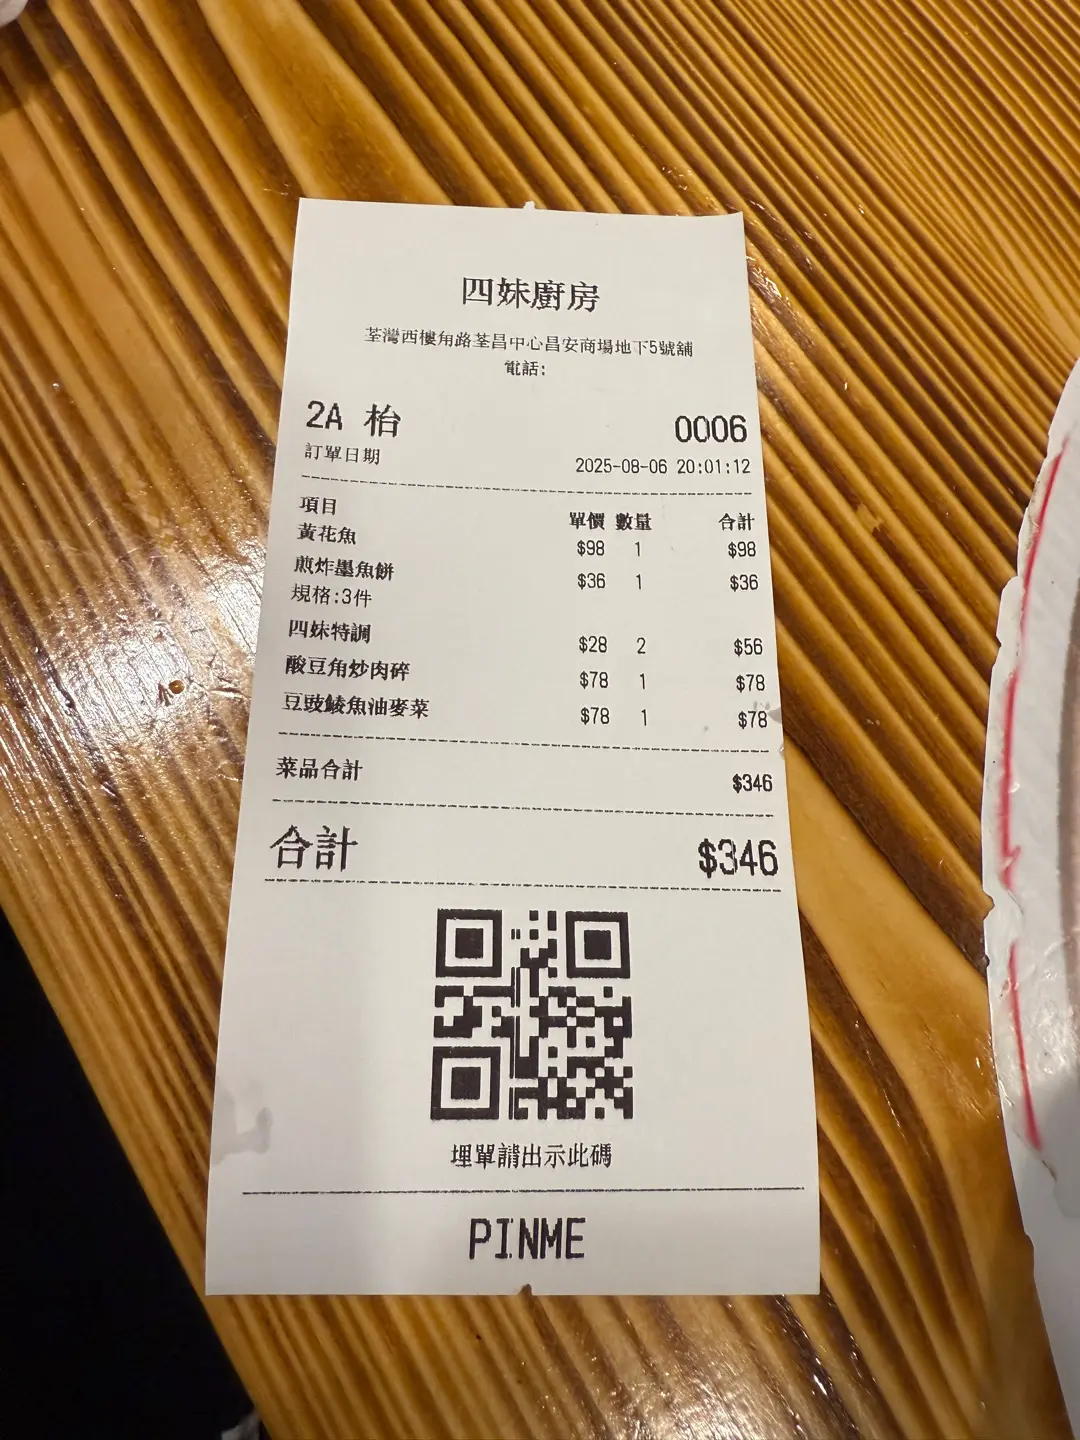 四妹廚房
荃灣西樓角路荃昌中心昌安商場地下5號舖
電話:
2A 枱 0006
訂單日期 2025-08-06 20:01:12
項目 單價 數量 合計
黃花魚 $98 1 $98
煎炸墨魚餅 $36 1 $36
規格:3件
四妹特調 $28 2 $56
酸豆角炒肉碎 $78 1 $78
豆豉鯪魚油麥菜 $78 1 $78
菜品合計 $346
合計 $346
埋單請出示此碼
PINME